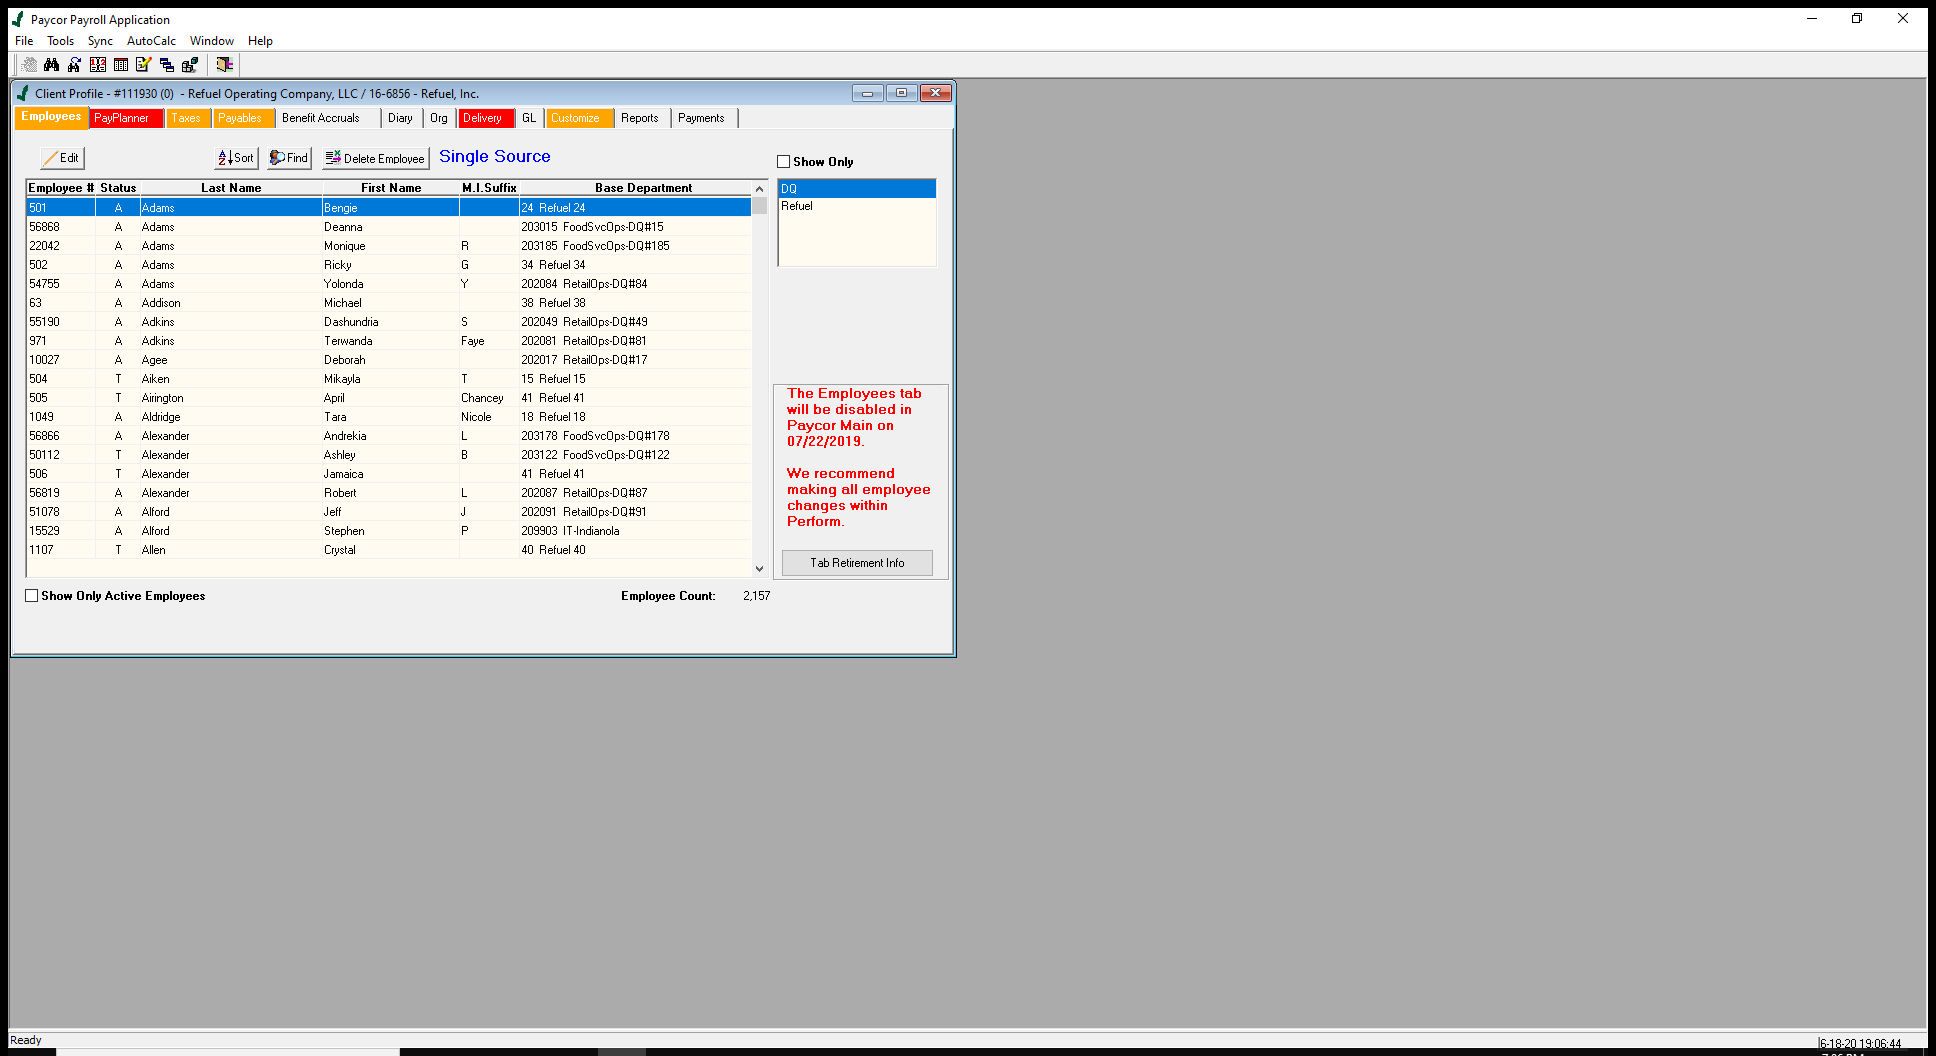 Paycor Payroll Application
File Tools Sync AutoCalc Window Help
Client Profile - #111930 (0) - Refuel Operating Company, LLC / 16-6856 - Refuel, Inc.
Employees PayPlanner Taxes Payables Benefit Accruals Diary Org Delivery GL Customize Reports Payments
Edit Sort Find Delete Employee Single Source
Show Only
DQ
Refuel
Employee # Status Last Name First Name M.I.Suffix Base Department
501 A Adams Bengie 24 Refuel 24
56868 A Adams Deanna 203015 FoodSvcOps-DQ#15
22042 A Adams Monique R 203185 FoodSvcOps-DQ#185
502 A Adams Ricky G 34 Refuel 34
54755 A Adams Yolonda Y 202084 RetailOps-DQ#84
63 A Addison Michael 38 Refuel 38
55190 A Adkins Dashundria S 202049 RetailOps-DQ#49
971 A Adkins Terwanda Faye 202081 RetailOps-DQ#81
10027 A Agee Deborah 202017 RetailOps-DQ#17
504 T Aiken Mikayla T 15 Refuel 15
505 T Airington April Chancey 41 Refuel 41
1049 A Aldridge Tara Nicole 18 Refuel 18
56866 A Alexander Andrekia L 203178 FoodSvcOps-DQ#178
50112 T Alexander Ashley B 203122 FoodSvcOps-DQ#122
506 T Alexander Jamaica 41 Refuel 41
56819 A Alexander Robert L 202087 RetailOps-DQ#87
51078 A Alford Jeff J 202091 RetailOps-DQ#91
15529 A Alford Stephen P 209903 IT-Indianola
1107 T Allen Crystal 40 Refuel 40
The Employees tab
will be disabled in
Paycor Main on
07/22/2019.
We recommend
making all employee
changes within
Perform.
Tab Retirement Info
Show Only Active Employees
Employee Count: 2,157
Ready
6-18-20 19:06:44